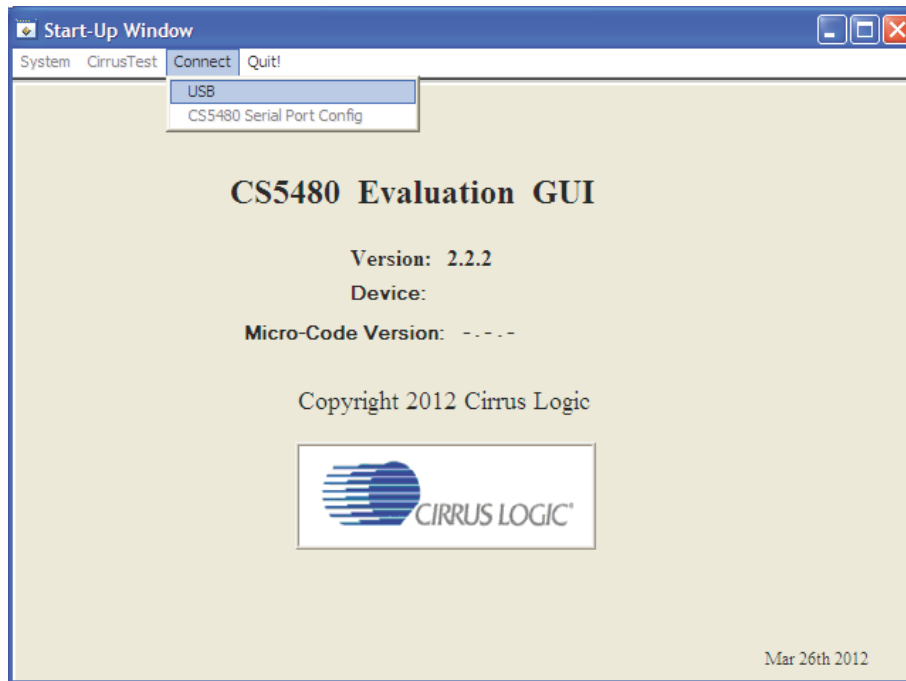 Start-Up Window
System CirrusTest Connect Quit!
USB
CS5480 Serial Port Config
CS5480 Evaluation GUI
Version: 2.2.2
Device:
Micro-Code Version: -.-.-
Copyright 2012 Cirrus Logic
CIRRUS LOGIC®
Mar 26th 2012